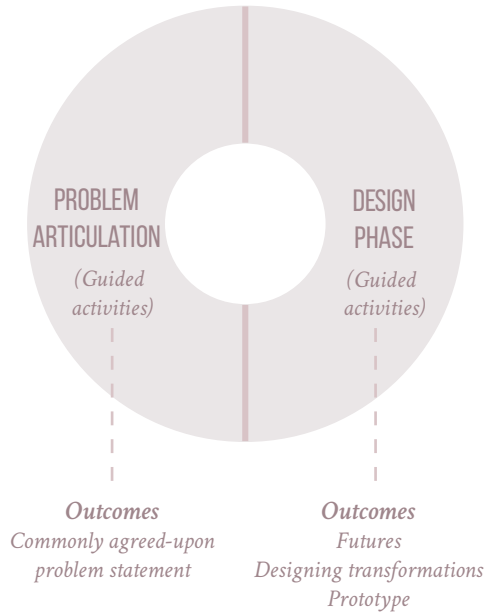 PROBLEM
ARTICULATION
(Guided
activities)
DESIGN
PHASE
(Guided
activities)
Outcomes
Commonly agreed-upon
problem statement
Outcomes
Futures
Designing transformations
Prototype